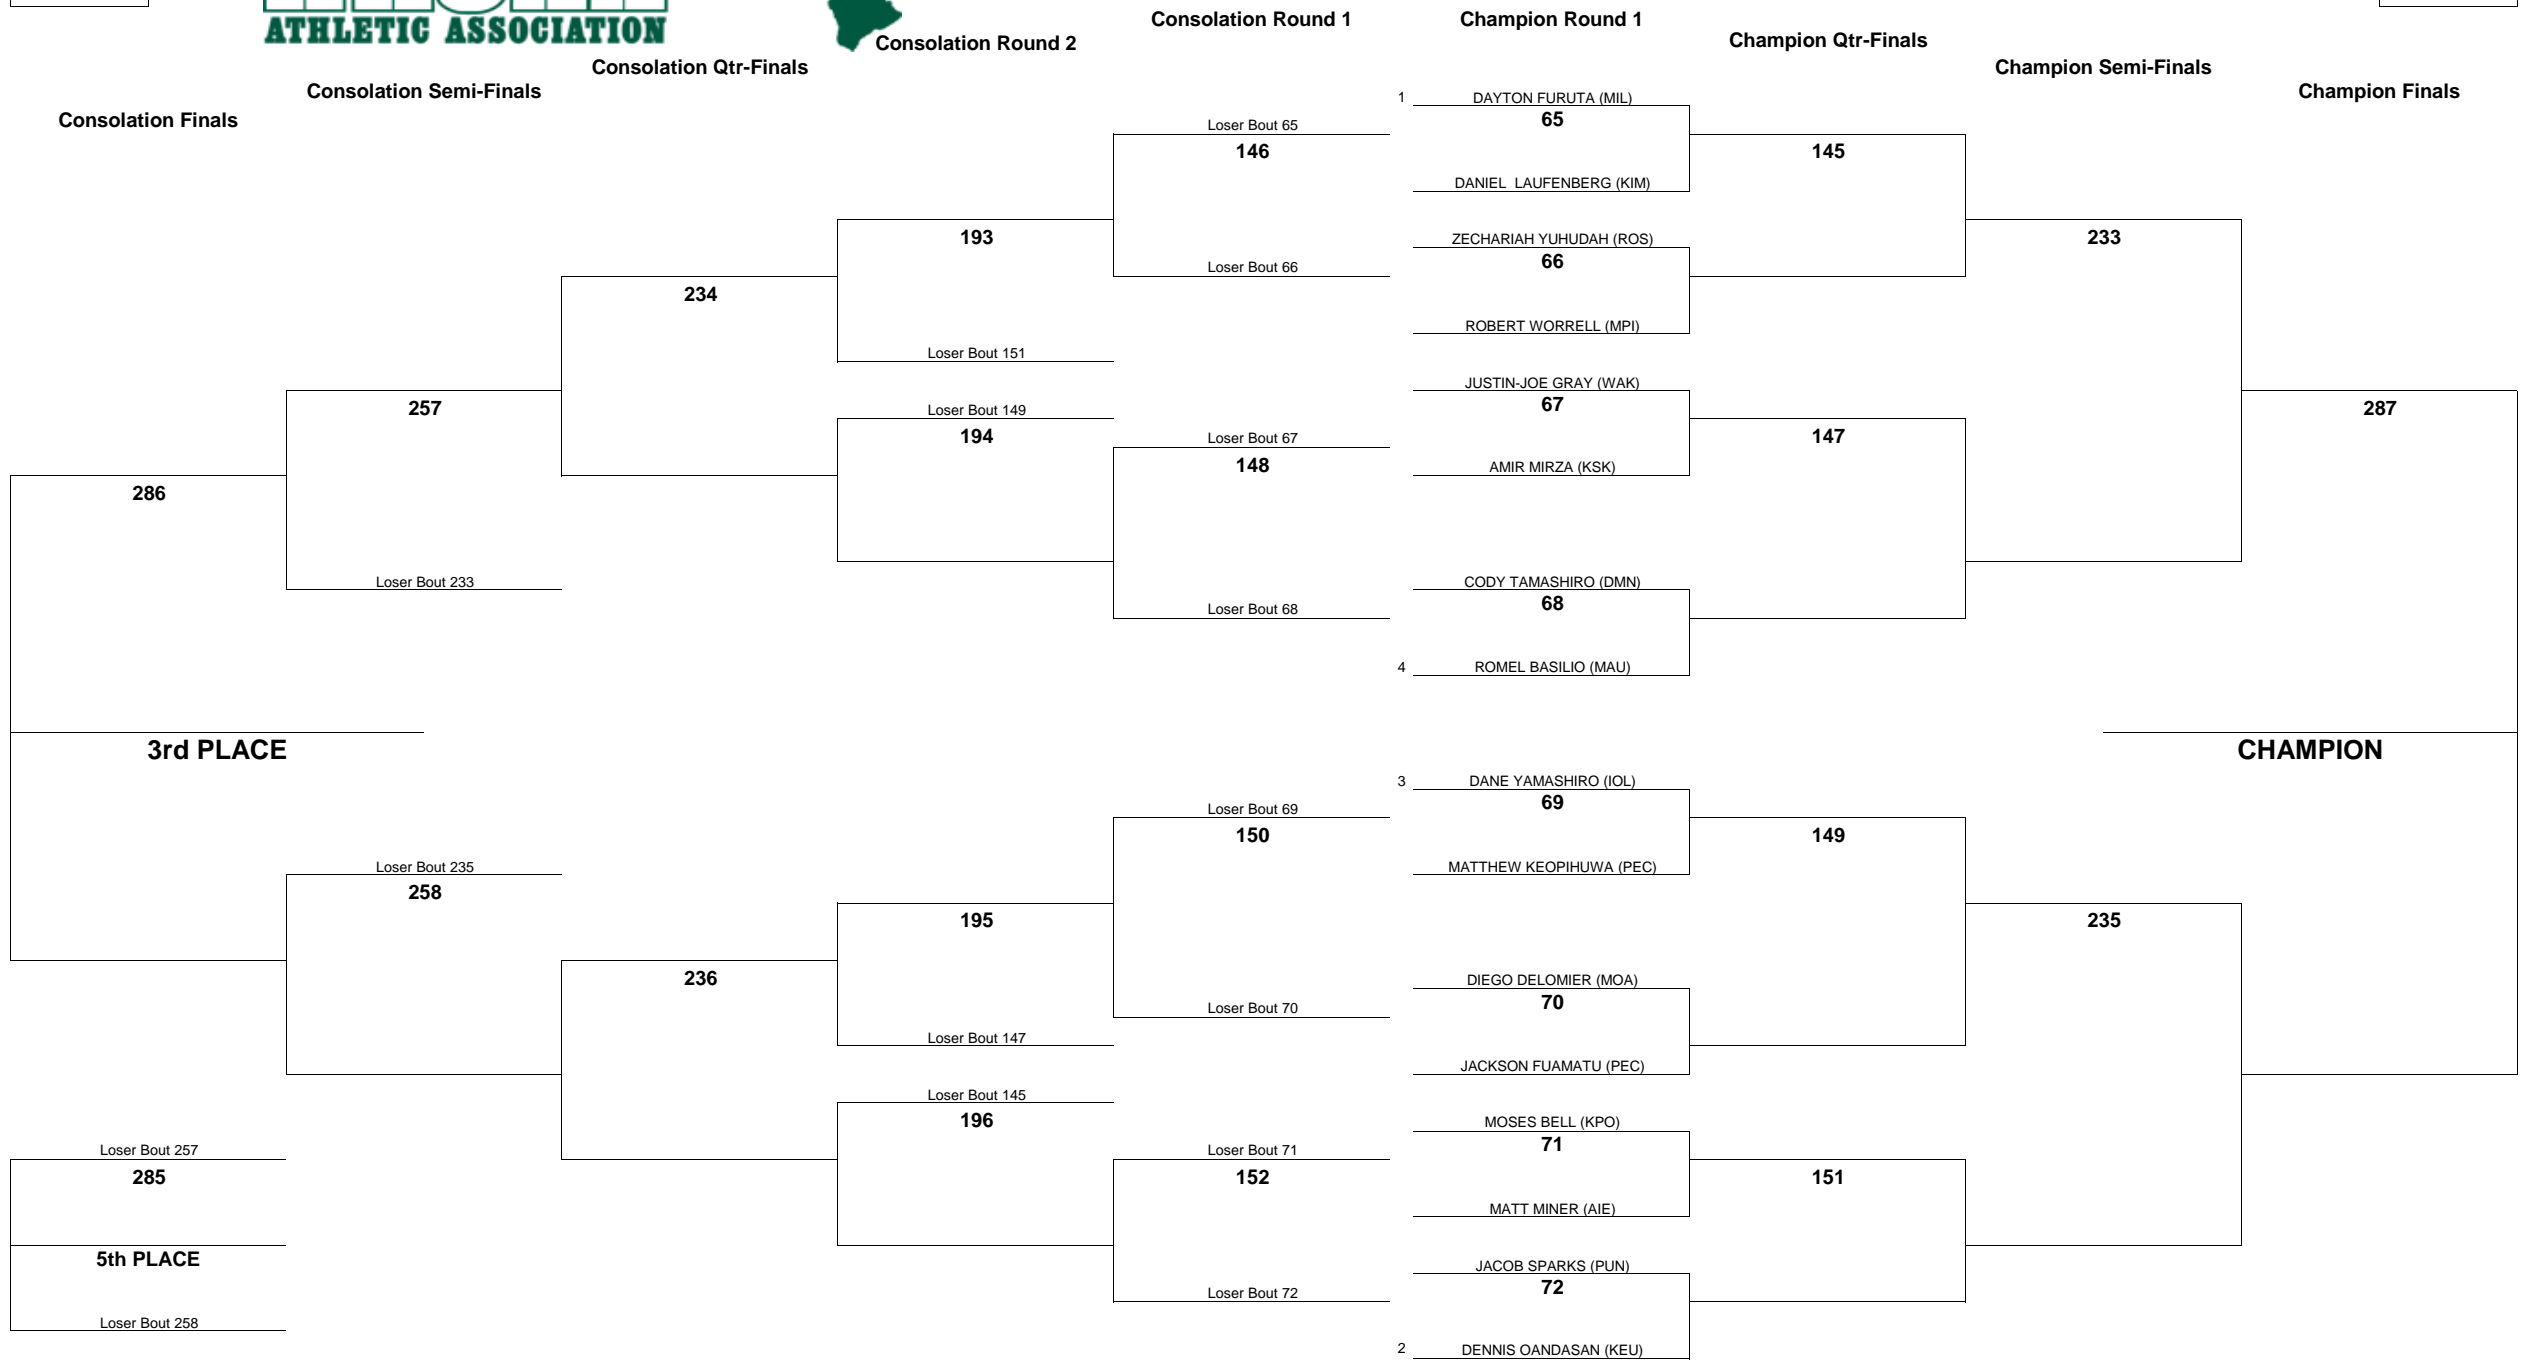 ATHLETIC ASSOCIATION
Consolation Round 1
Champion Round 1
Consolation Round 2
Champion Qtr-Finals
Consolation Qtr-Finals
Champion Semi-Finals
Consolation Semi-Finals
Champion Finals
Consolation Finals
1 DAYTON FURUTA (MIL)
65
Loser Bout 65
146
145
DANIEL LAUFENBERG (KIM)
193
ZECHARIAH YUHUDAH (ROS)
233
66
Loser Bout 66
234
ROBERT WORRELL (MPI)
Loser Bout 151
JUSTIN-JOE GRAY (WAK)
257
Loser Bout 149
67
287
194
Loser Bout 67
147
148
AMIR MIRZA (KSK)
286
Loser Bout 233
CODY TAMASHIRO (DMN)
68
Loser Bout 68
4 ROMEL BASILIO (MAU)
3rd PLACE
CHAMPION
3 DANE YAMASHIRO (IOL)
69
Loser Bout 69
150
149
Loser Bout 235
MATTHEW KEOPIHUWA (PEC)
258
195
235
236
DIEGO DELOMIER (MOA)
70
Loser Bout 70
Loser Bout 147
JACKSON FUAMATU (PEC)
Loser Bout 145
196
MOSES BELL (KPO)
71
Loser Bout 257
Loser Bout 71
285
152
151
MATT MINER (AIE)
5th PLACE
JACOB SPARKS (PUN)
72
Loser Bout 72
Loser Bout 258
2 DENNIS OANDASAN (KEU)